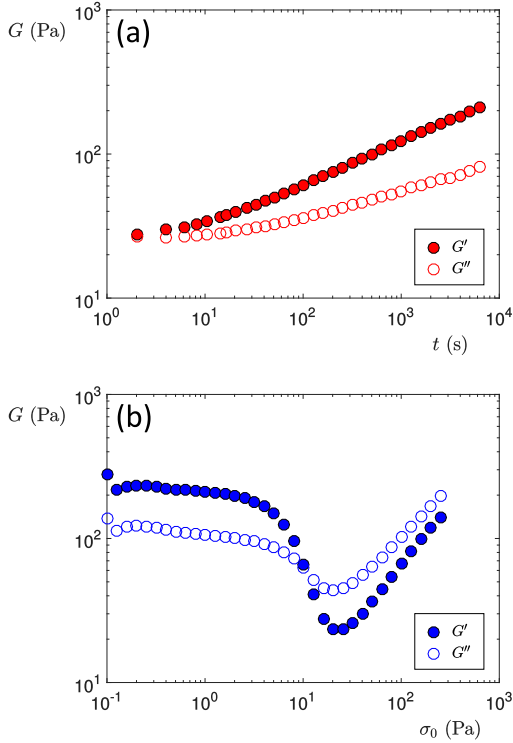 G (Pa)
(a)
10³
10²
10¹
G′
G″
10⁰ 10¹ 10² 10³ 10⁴
t (s)
G (Pa)
(b)
10³
10²
10¹
G′
G″
10⁻¹ 10⁰ 10¹ 10² 10³
σ₀ (Pa)